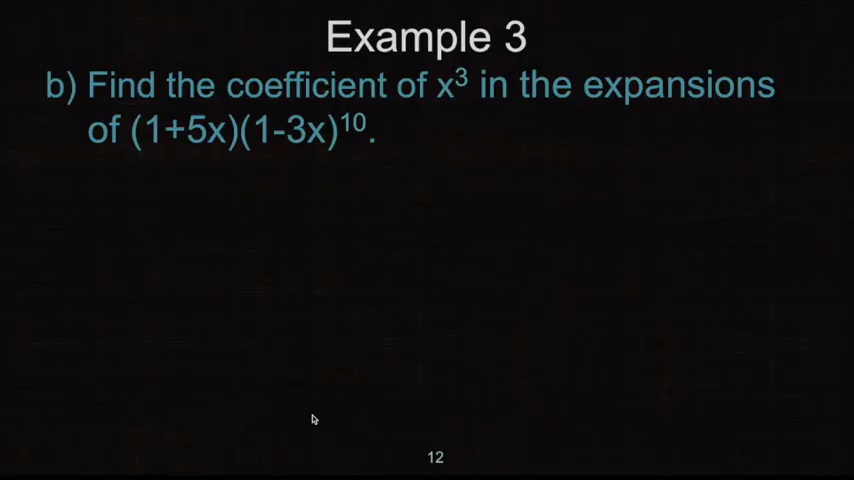 Example 3
b) Find the coefficient of x³ in the expansions
of (1+5x)(1-3x)¹⁰.
12